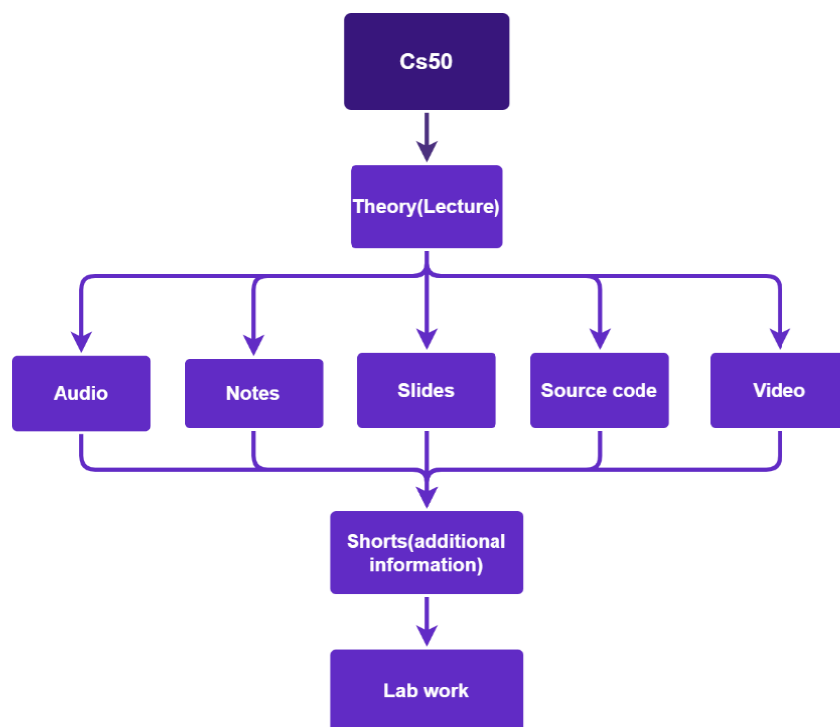 Cs50
Theory(Lecture)
Audio
Notes
Slides
Source code
Video
Shorts(additional
information)
Lab work